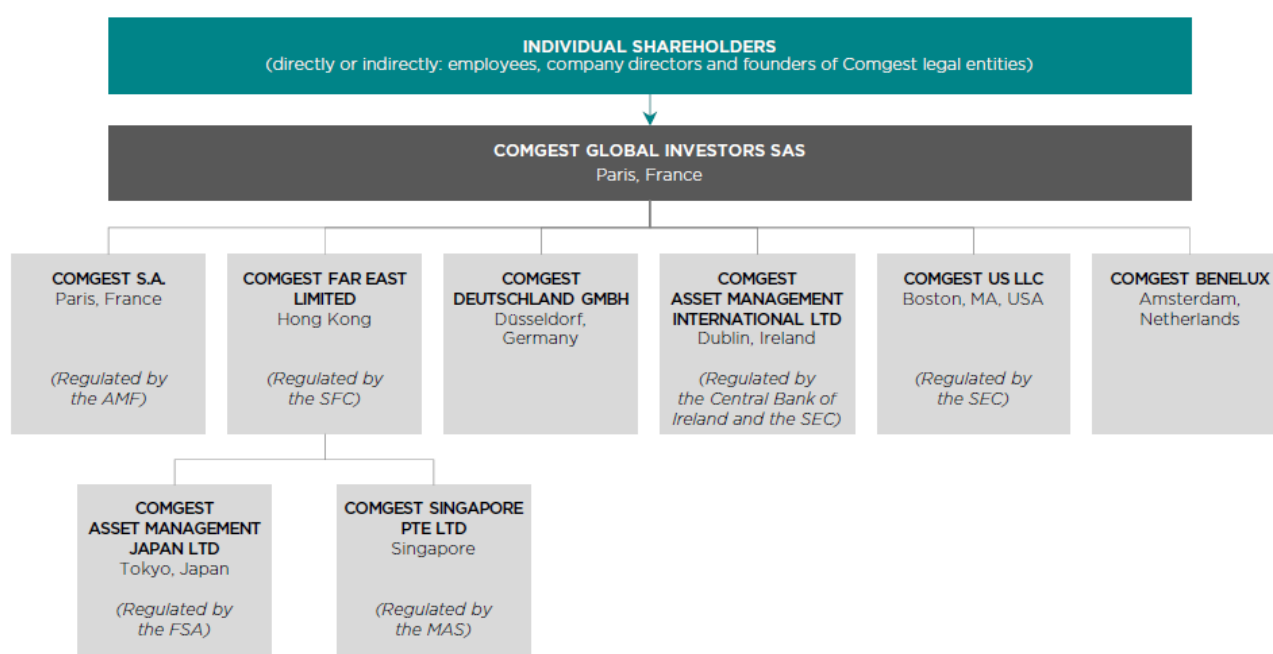 INDIVIDUAL SHAREHOLDERS
(directly or indirectly: employees, company directors and founders of Comgest legal entities)
COMGEST GLOBAL INVESTORS SAS
Paris, France
COMGEST S.A.
Paris, France
(Regulated by
the AMF)
COMGEST FAR EAST
LIMITED
Hong Kong
(Regulated by
the SFC)
COMGEST
DEUTSCHLAND GMBH
Düsseldorf,
Germany
COMGEST
ASSET MANAGEMENT
INTERNATIONAL LTD
Dublin, Ireland
(Regulated by
the Central Bank of
Ireland and the SEC)
COMGEST US LLC
Boston, MA, USA
(Regulated by
the SEC)
COMGEST BENELUX
Amsterdam,
Netherlands
COMGEST
ASSET MANAGEMENT
JAPAN LTD
Tokyo, Japan
(Regulated by
the FSA)
COMGEST SINGAPORE
PTE LTD
Singapore
(Regulated by
the MAS)